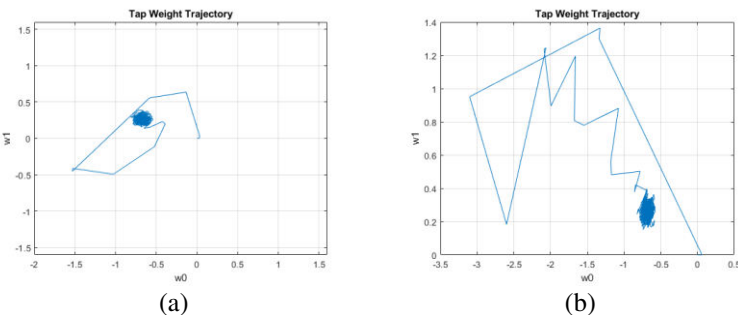 Tap Weight Trajectory
1.5
1
0.5
0
-0.5
-1
-1.5
w1
-2 -1.5 -1 -0.5 0 0.5 1 1.5
w0
(a)
Tap Weight Trajectory
1.4
1.2
1
0.8
0.6
0.4
0.2
0
w1
-3.5 -3 -2.5 -2 -1.5 -1 -0.5 0 0.5
w0
(b)